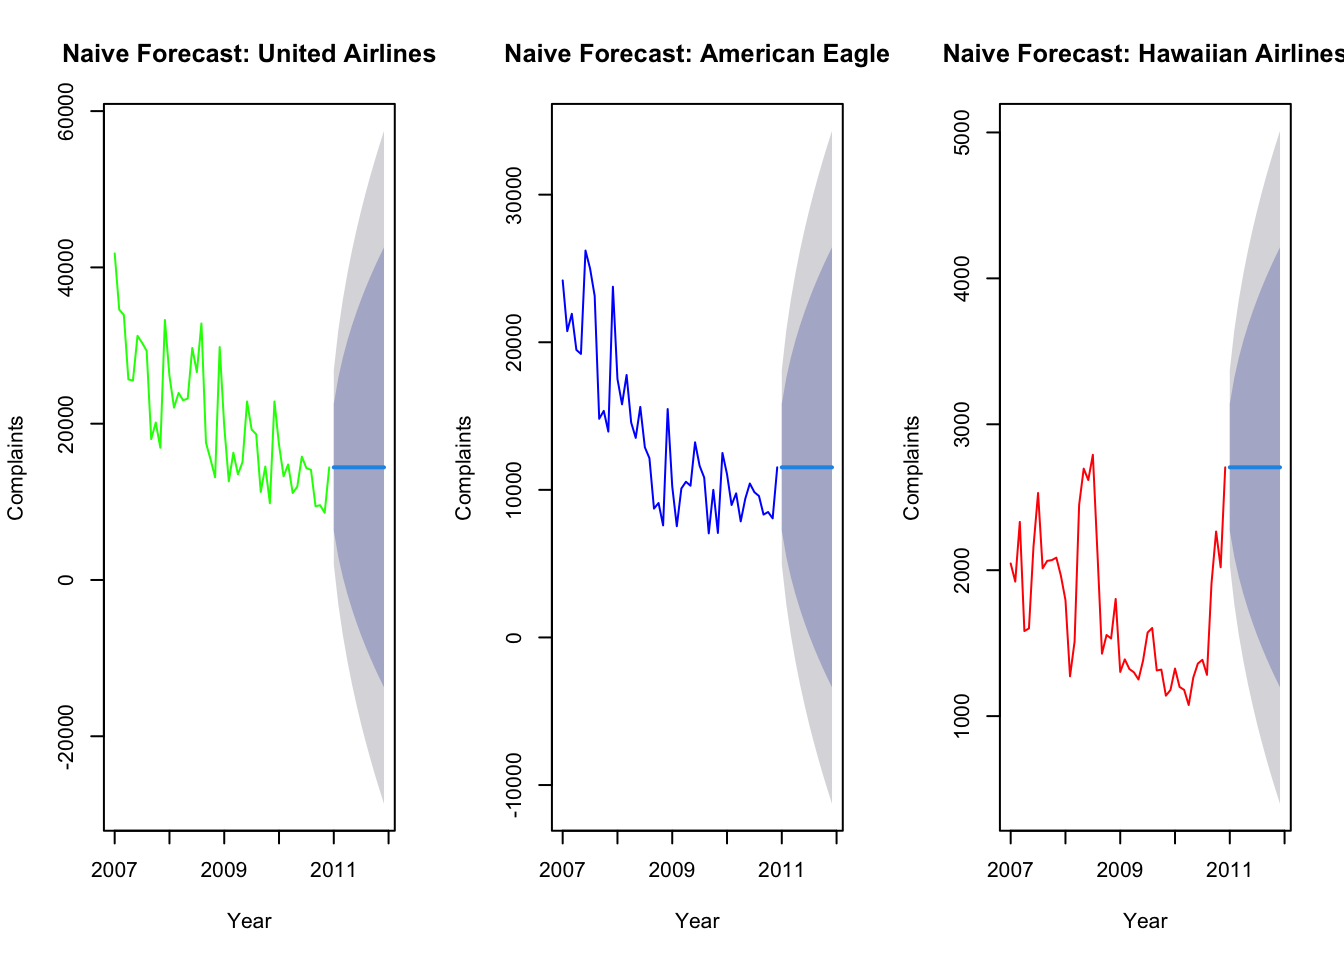 Naive Forecast: United Airlines
Complaints
60000
40000
20000
0
-20000
2007
2009
2011
Year
Naive Forecast: American Eagle
Complaints
30000
20000
10000
0
-10000
2007
2009
2011
Year
Naive Forecast: Hawaiian Airlines
Complaints
5000
4000
3000
2000
1000
2007
2009
2011
Year